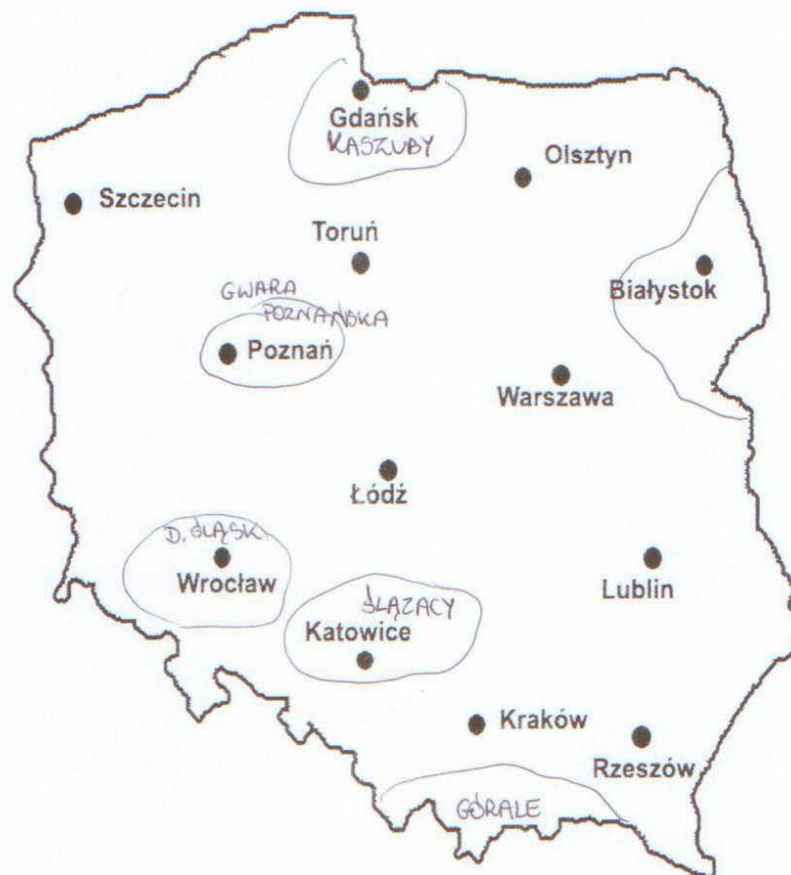 Gdańsk
KASZUBY
Olsztyn
Szczecin
Toruń
Białystok
GWARA
POZNAŃSKA
Poznań
Warszawa
Łódź
D. ŚLĄSK
Wrocław
Lublin
ŚLĄZACY
Katowice
Kraków
Rzeszów
GÓRALE